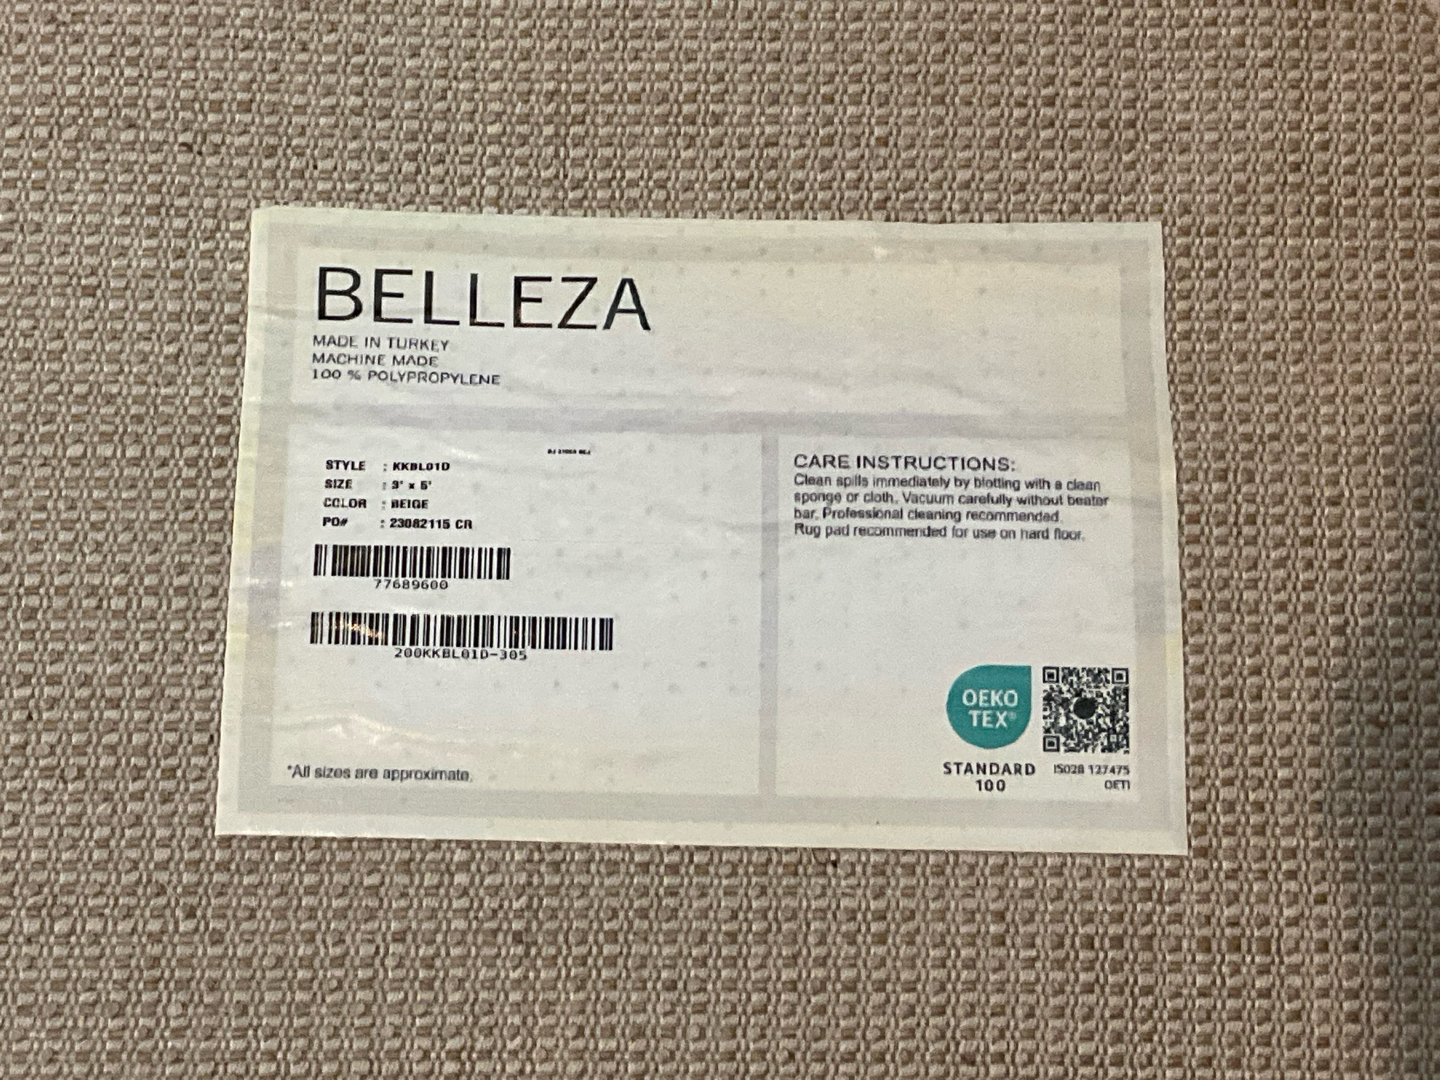 BELLEZA
MADE IN TURKEY
MACHINE MADE
100 % POLYPROPYLENE
STYLE : KKBL01D
SIZE : 3' x 5'
COLOR : BEIGE
PO# : 23082115 CR
77689600
200KKBL01D-305
*All sizes are approximate.
CARE INSTRUCTIONS:
Clean spills immediately by blotting with a clean
sponge or cloth. Vacuum carefully without beater
bar. Professional cleaning recommended.
Rug pad recommended for use on hard floor.
OEKO
TEX®
STANDARD
100
IS028 127475
OETI